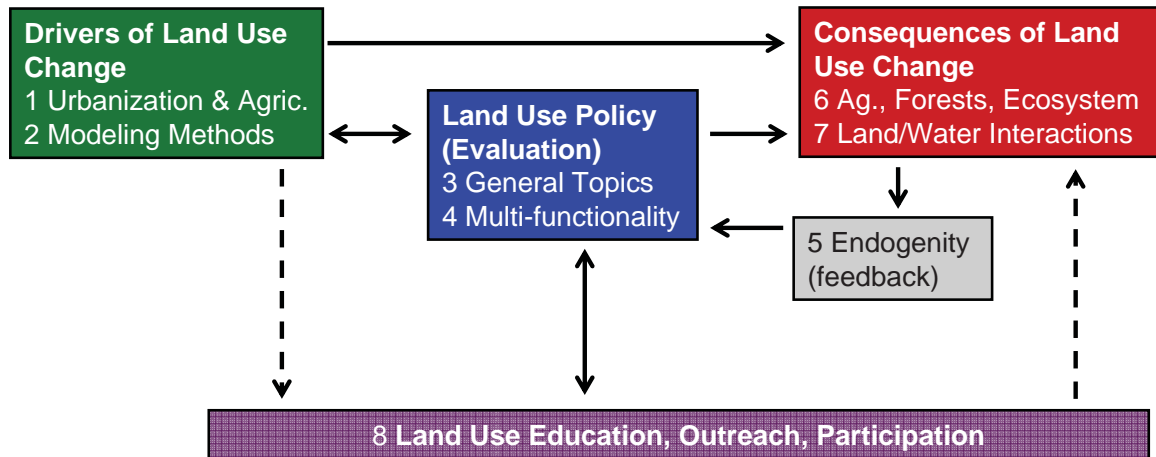 Drivers of Land Use
Change
1 Urbanization & Agric.
2 Modeling Methods
Land Use Policy
(Evaluation)
3 General Topics
4 Multi-functionality
Consequences of Land
Use Change
6 Ag., Forests, Ecosystem
7 Land/Water Interactions
5 Endogenity
(feedback)
8 Land Use Education, Outreach, Participation